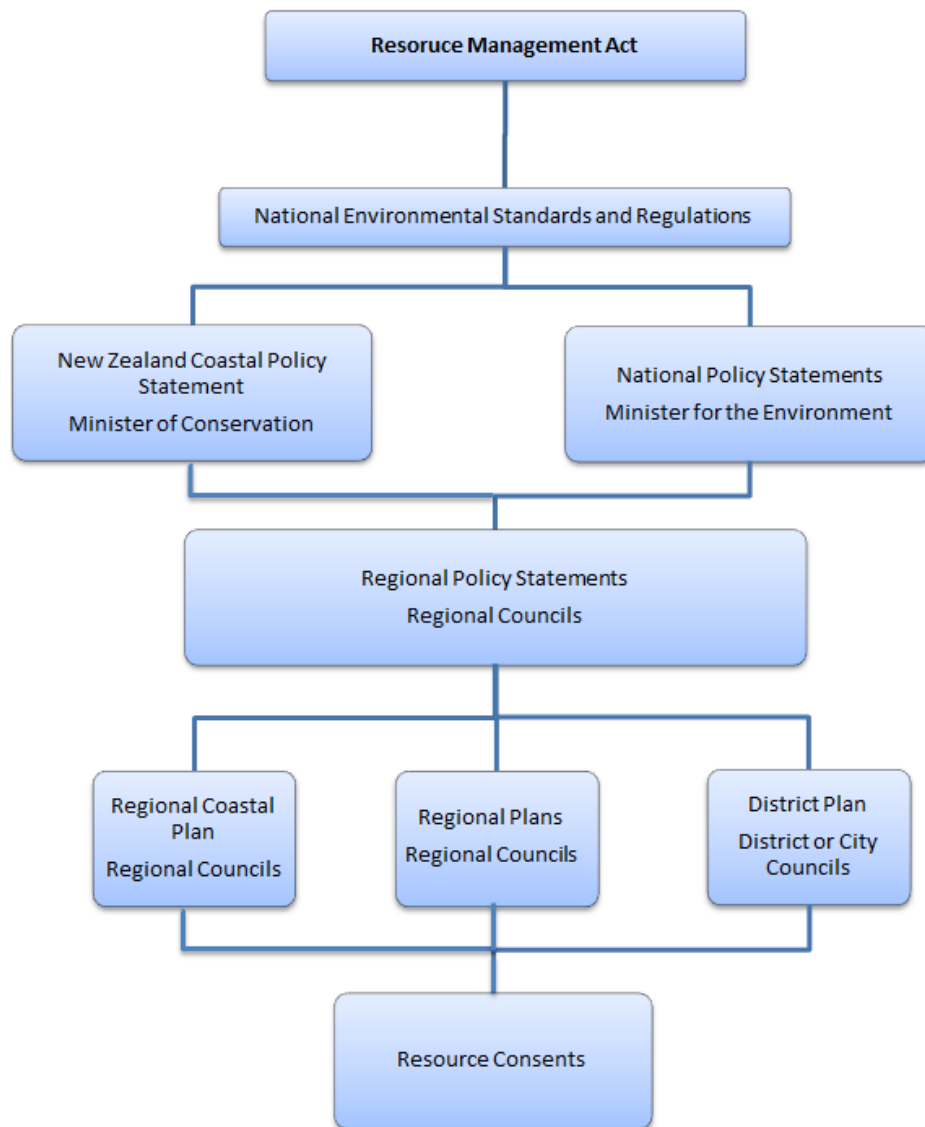 Resoruce Management Act
National Environmental Standards and Regulations
New Zealand Coastal Policy
Statement
Minister of Conservation
National Policy Statements
Minister for the Environment
Regional Policy Statements
Regional Councils
Regional Coastal
Plan
Regional Councils
Regional Plans
Regional Councils
District Plan
District or City
Councils
Resource Consents